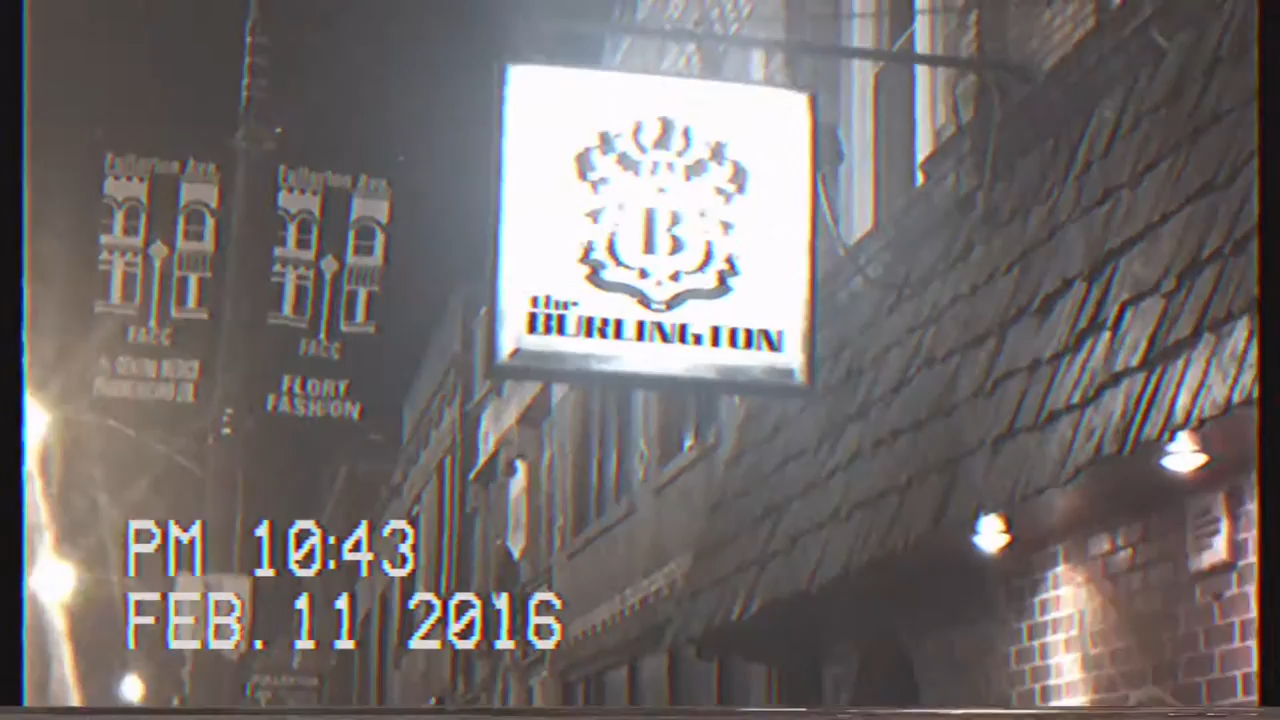 Fullerton Ave.
FACC
Fullerton Ave.
FACC
FLORY
FASHION
B
the
BURLINGTON
PM 10:43
FEB. 11 2016